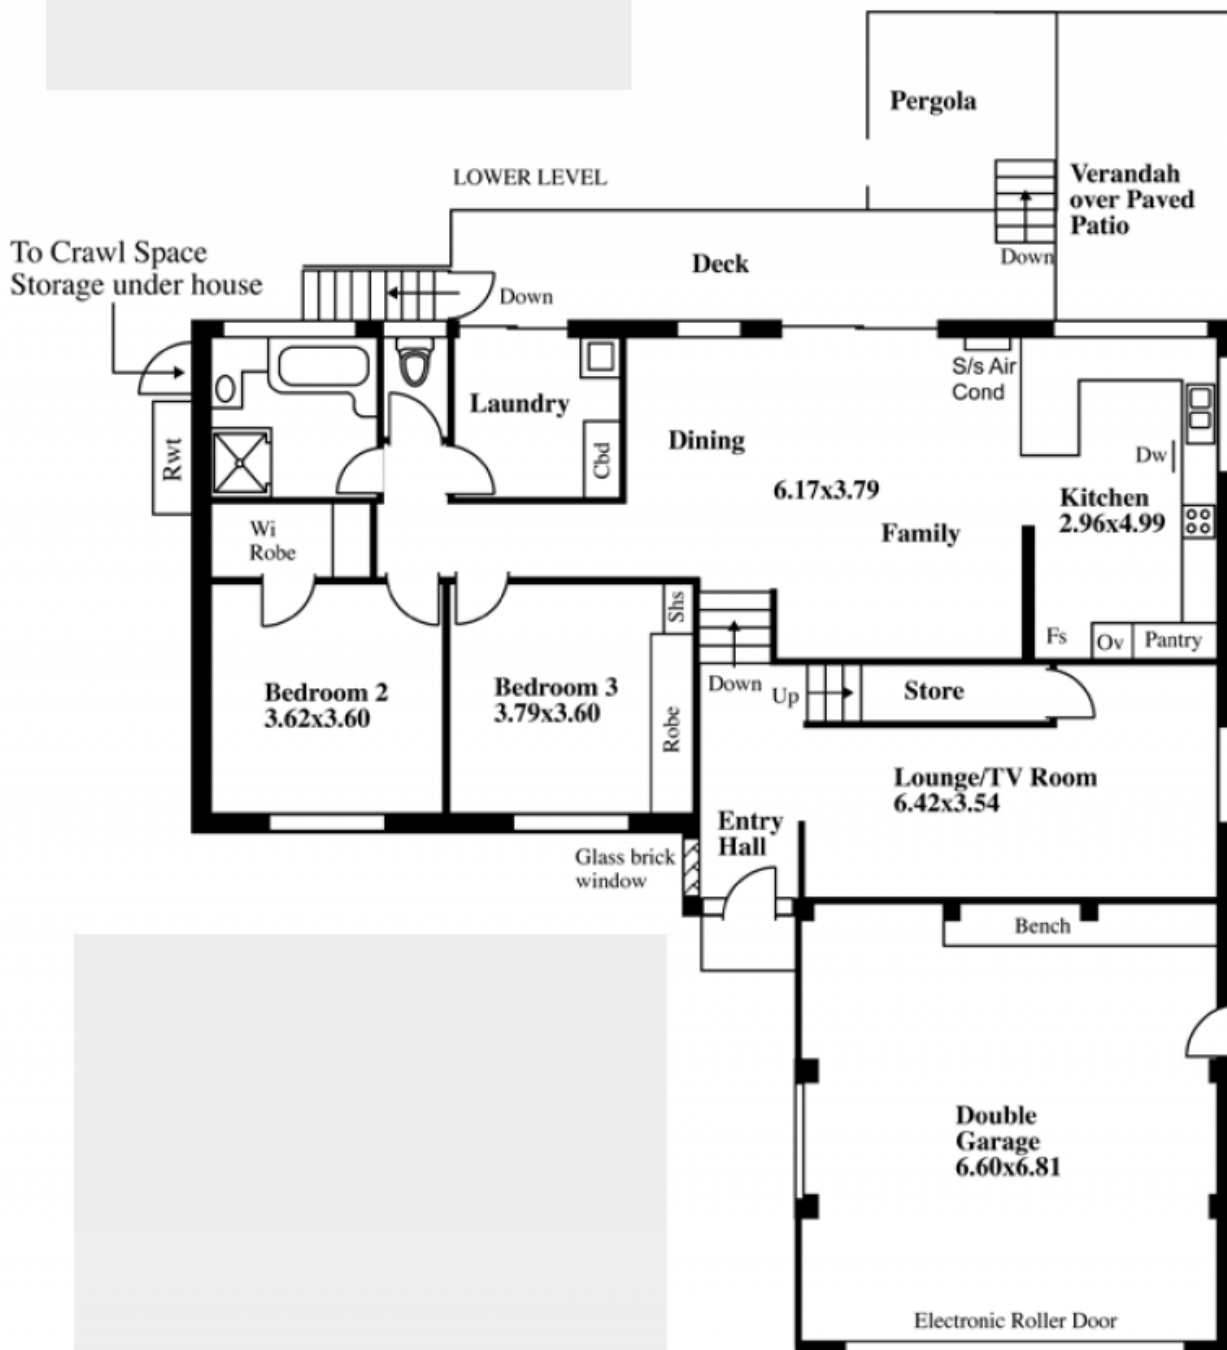 Pergola
LOWER LEVEL
Verandah
over Paved
Patio
To Crawl Space
Storage under house
Deck
Down
Down
S/s Air
Cond
Laundry
Dining
Rwt
Cbd
Dw
6.17x3.79
Kitchen
2.96x4.99
Wi
Robe
Family
Shs
Fs
Ov
Pantry
Bedroom 2
3.62x3.60
Bedroom 3
3.79x3.60
Robe
Down
Up
Store
Lounge/TV Room
6.42x3.54
Entry
Hall
Glass brick
window
Bench
Double
Garage
6.60x6.81
Electronic Roller Door